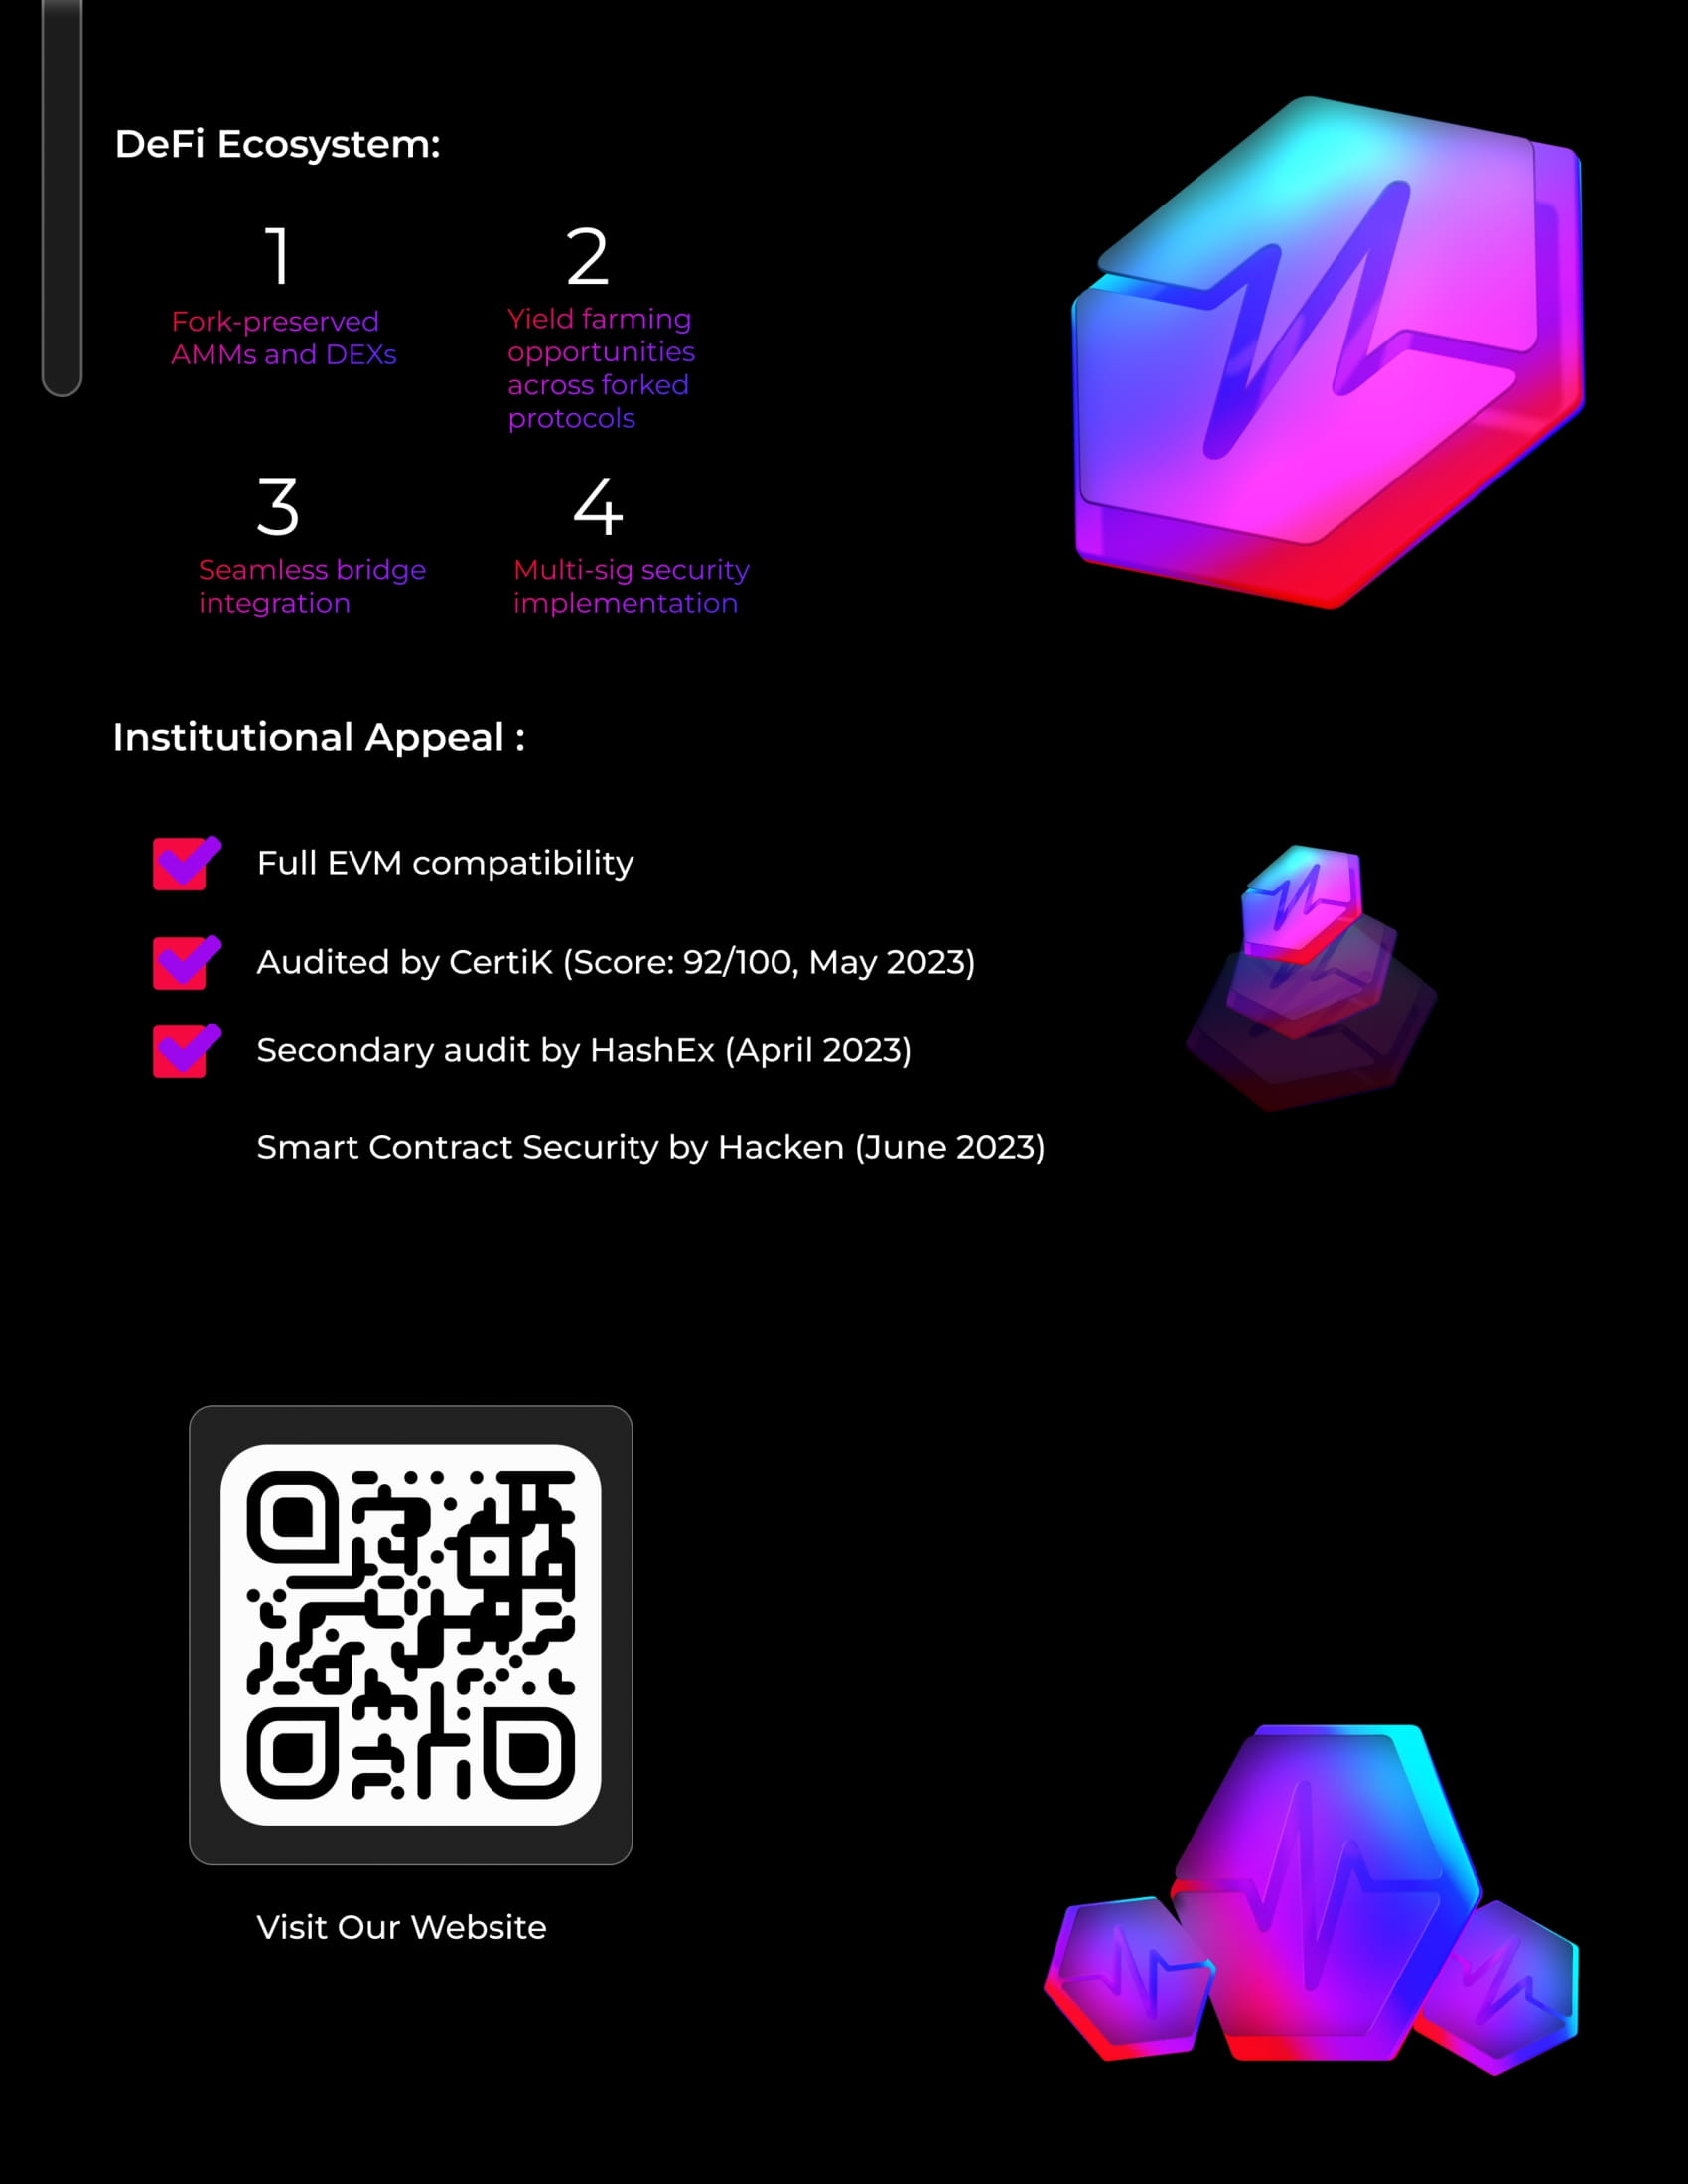 DeFi Ecosystem:
1
Fork-preserved
AMMs and DEXs
2
Yield farming
opportunities
across forked
protocols
3
Seamless bridge
integration
4
Multi-sig security
implementation
Institutional Appeal :
Full EVM compatibility
Audited by CertiK (Score: 92/100, May 2023)
Secondary audit by HashEx (April 2023)
Smart Contract Security by Hacken (June 2023)
Visit Our Website